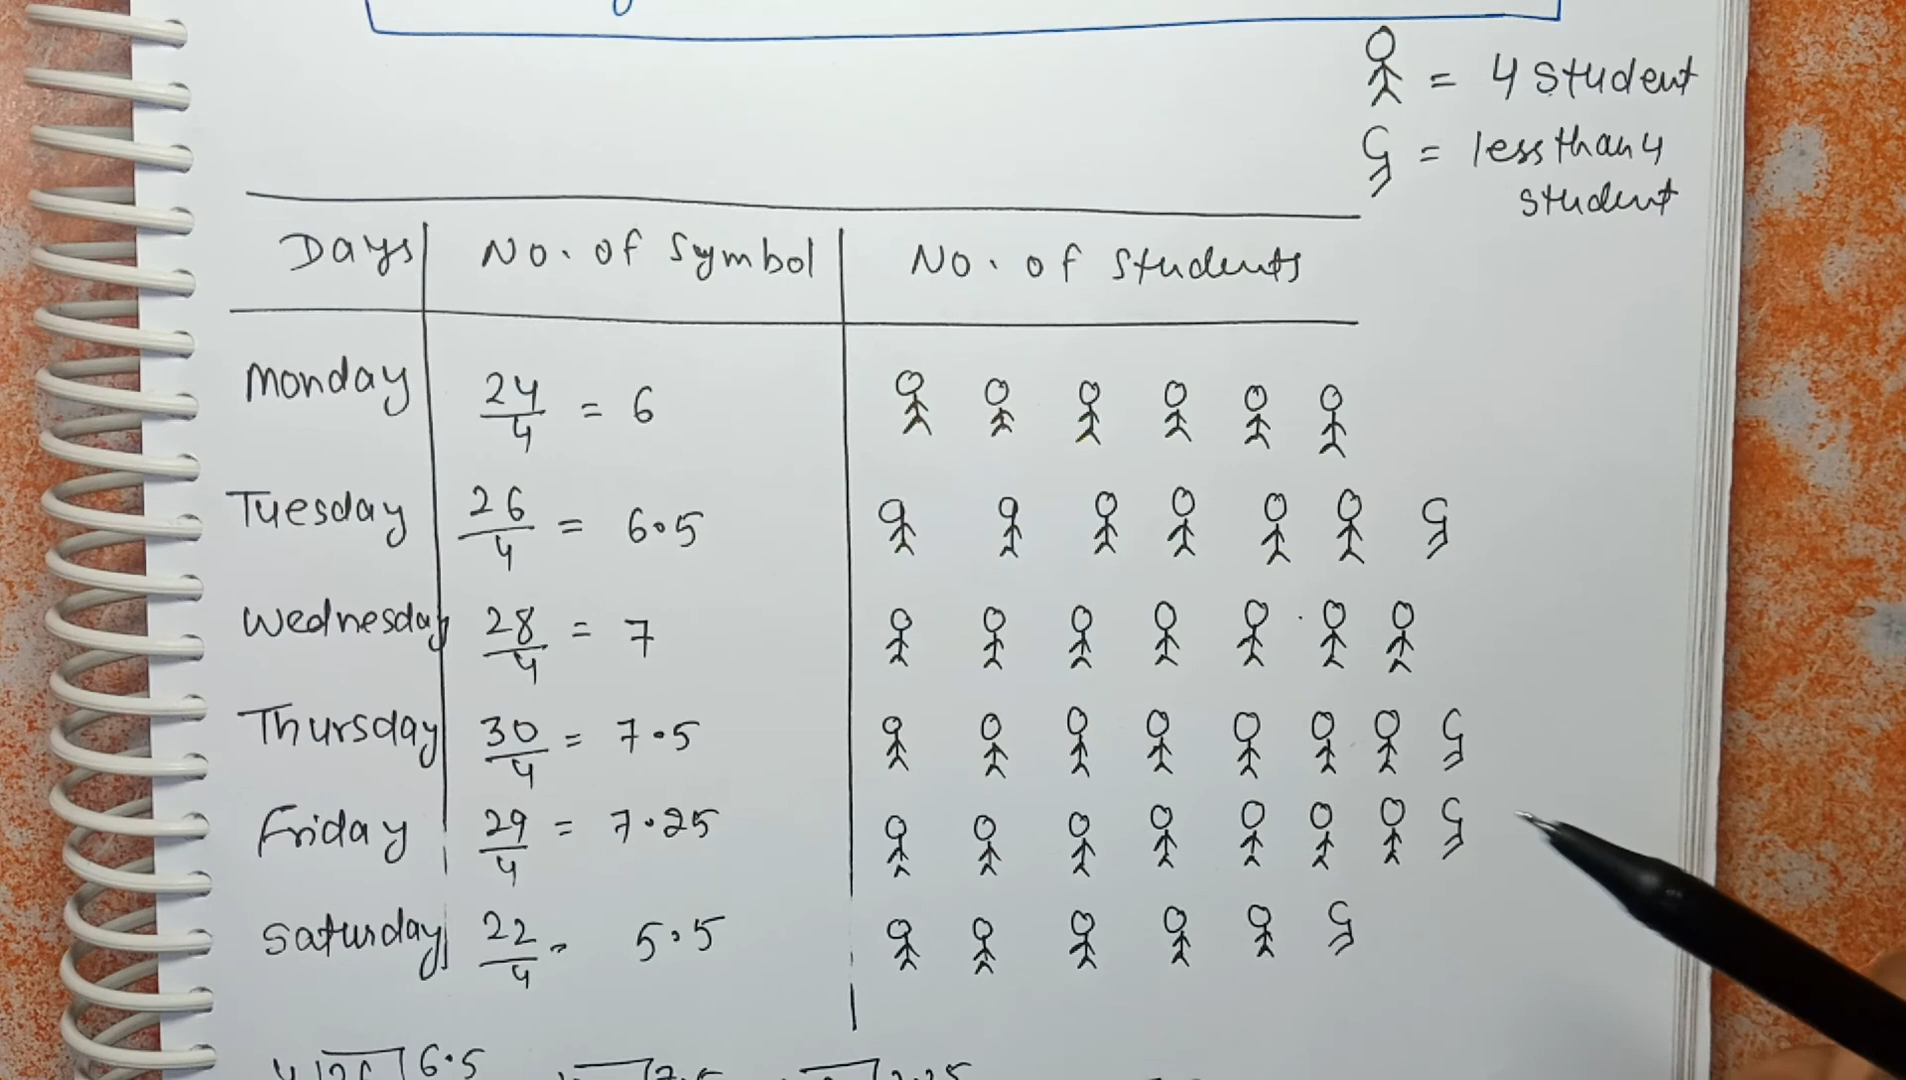 = 4 student
= less than 4
student
Days No. of Symbol No. of Students
Monday 24/4 = 6
Tuesday 26/4 = 6.5
Wednesday 28/4 = 7
Thursday 30/4 = 7.5
Friday 29/4 = 7.25
Saturday 22/4 = 5.5
6.5